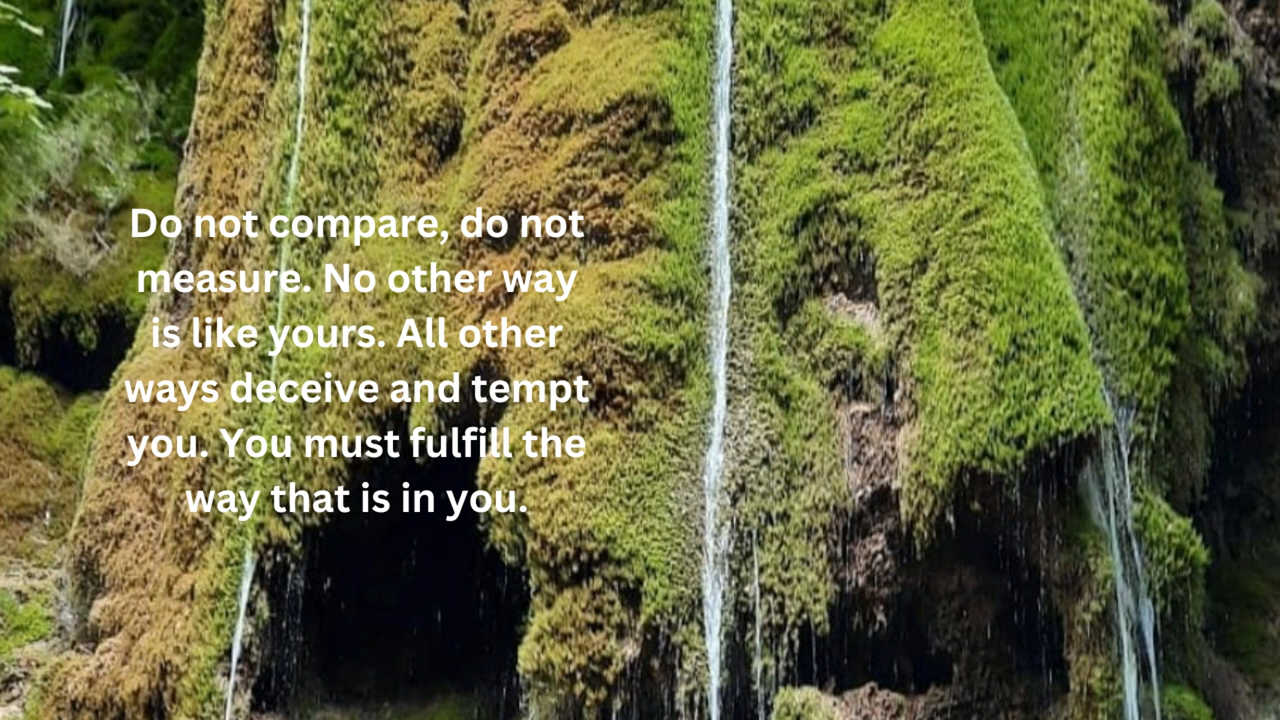 Do not compare, do not
measure. No other way
is like yours. All other
ways deceive and tempt
you. You must fulfill the
way that is in you.